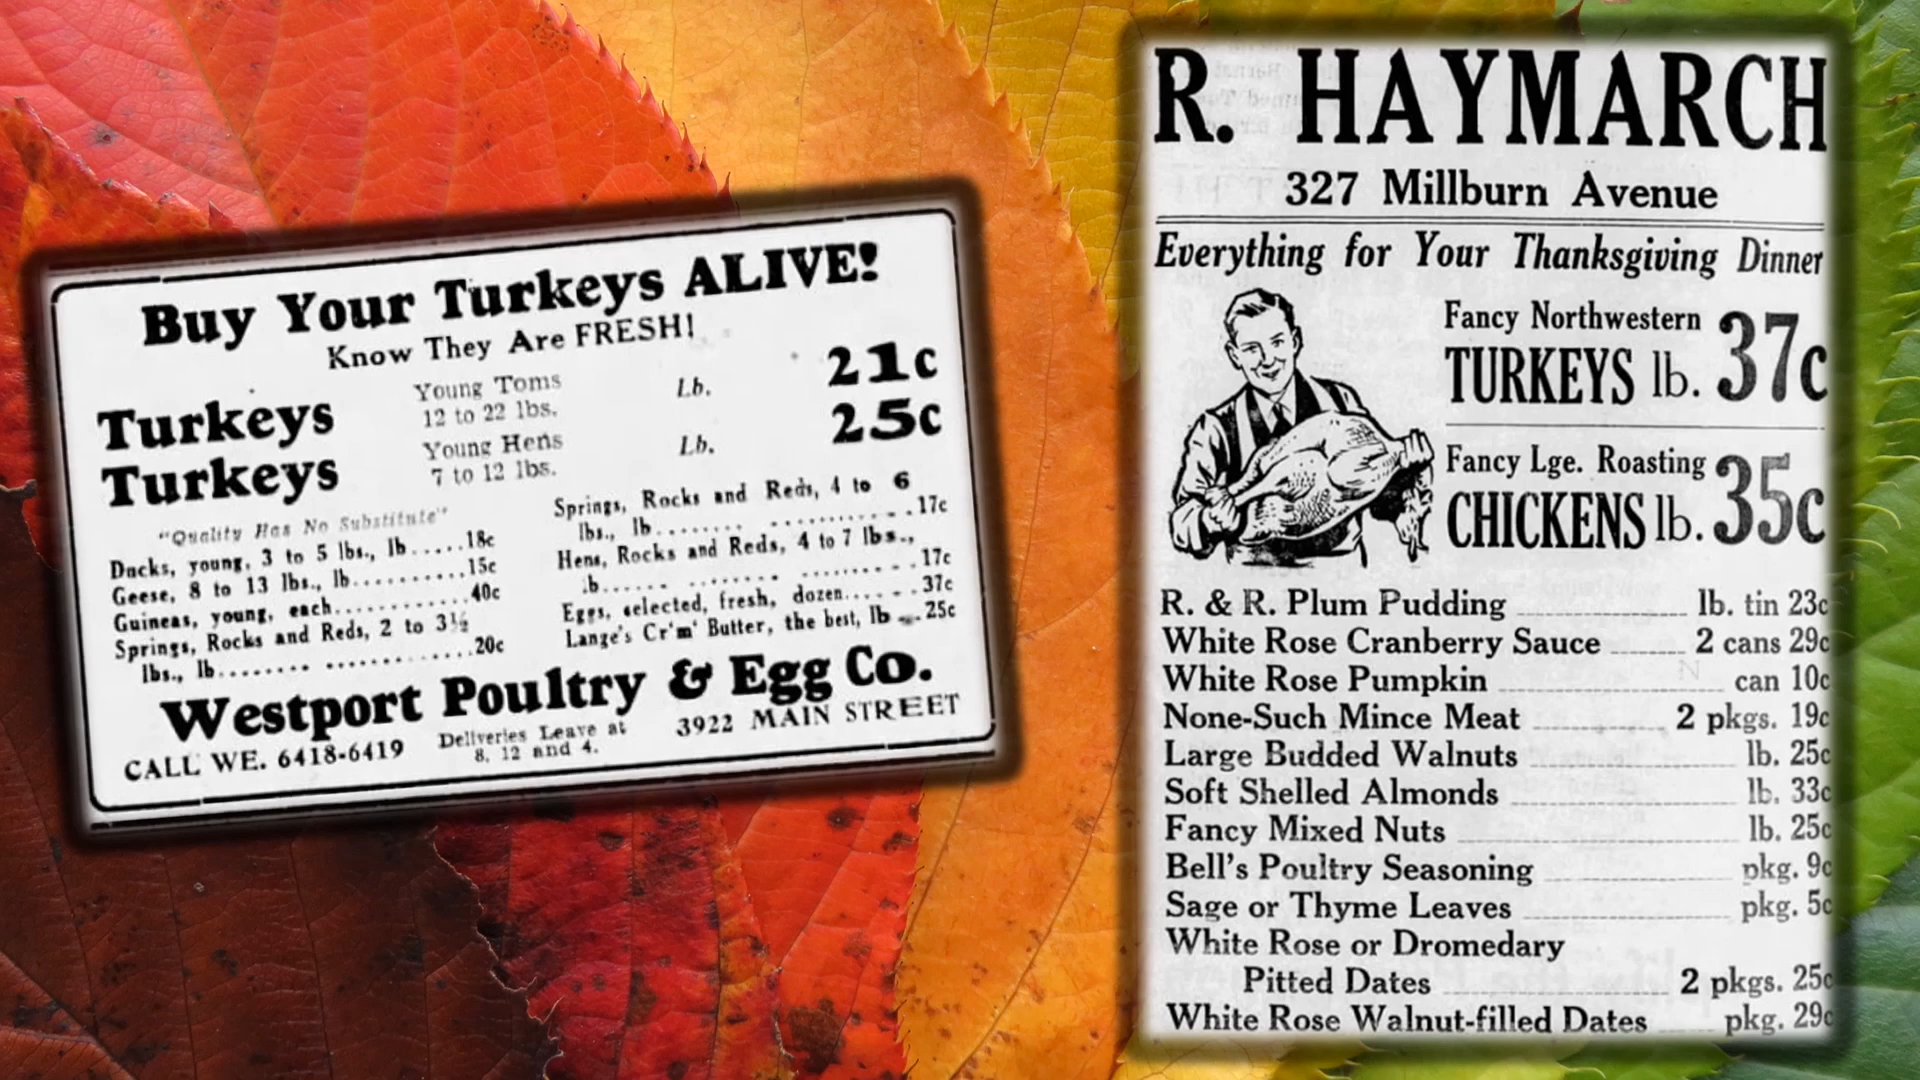 Buy Your Turkeys ALIVE!
Know They Are FRESH!
Turkeys Young Toms 12 to 22 lbs. Lb. 21c
Turkeys Young Hens 7 to 12 lbs. Lb. 25c
"Quality Has No Substitute"
Ducks, young, 3 to 5 lbs., lb.....18c
Geese, 8 to 13 lbs., lb..........15c
Guineas, young, each............40c
Springs, Rocks and Reds, 2 to 3½
lbs., lb........ ...............20c
Springs, Rocks and Reds, 4 to 6
lbs., lb........ ............17c
Hens, Rocks and Reds, 4 to 7 lbs.,
lb...... ........ ..........17c
Eggs, selected, fresh, dozen.......37c
Lange's Cr'm' Butter, the best, lb ...25c
Westport Poultry & Egg Co.
CALL WE. 6418-6419
Deliveries Leave at
8, 12 and 4.
3922 MAIN STREET
R. HAYMARCH
327 Millburn Avenue
Everything for Your Thanksgiving Dinner
Fancy Northwestern
TURKEYS lb. 37c
Fancy Lge. Roasting
CHICKENS lb. 35c
R. & R. Plum Pudding lb. tin 23c
White Rose Cranberry Sauce 2 cans 29c
White Rose Pumpkin can 10c
None-Such Mince Meat 2 pkgs. 19c
Large Budded Walnuts lb. 25c
Soft Shelled Almonds lb. 33c
Fancy Mixed Nuts lb. 25c
Bell's Poultry Seasoning pkg. 9c
Sage or Thyme Leaves pkg. 5c
White Rose or Dromedary
Pitted Dates 2 pkgs. 25c
White Rose Walnut-filled Dates pkg. 29c